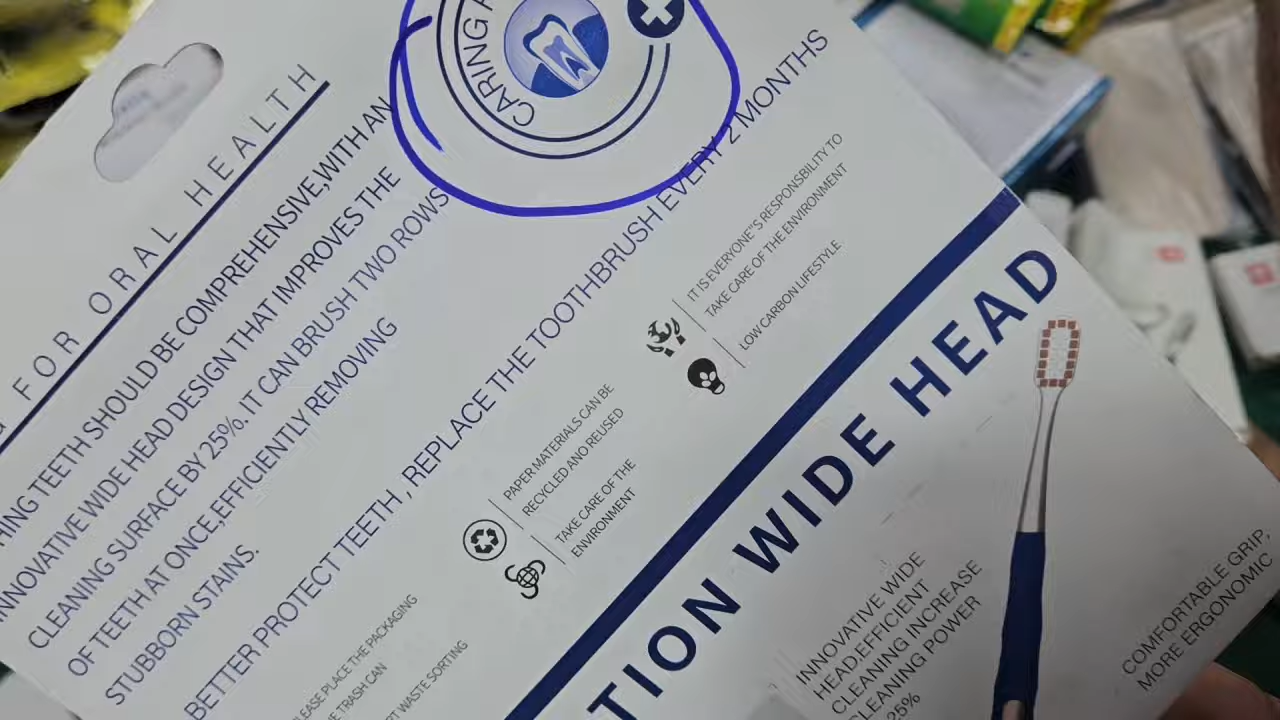 CARING
FOR ORAL HEALTH
TEETH SHOULD BE COMPREHENSIVE,WITH AN
INNOVATIVE WIDE HEAD DESIGN THAT IMPROVES THE
CLEANING SURFACE BY 25%. IT CAN BRUSH TWO ROWS
OF TEETH AT ONCE,EFFICIENTLY REMOVING
STUBBORN STAINS.
BETTER PROTECT TEETH , REPLACE THE TOOTHBRUSH EVERY 2 MONTHS
IT IS EVERYONE"S RESPONSBILITY TO
TAKE CARE OF THE ENVIRONMENT
LOW CARBON LIFESTYLE
PAPER MATERIALS CAN BE
RECYCLED ANO REUSED
TAKE CARE OF THE
ENVIRONMENT
PLACE THE PACKAGING
TRASH CAN
WASTE SORTING
TION WIDE HEAD
INNOVATIVE WIDE
HEAD,EFFICIENT
CLEANING INCREASE
CLEANING POWER
25%
COMFORTABLE GRIP,
MORE ERGONOMIC